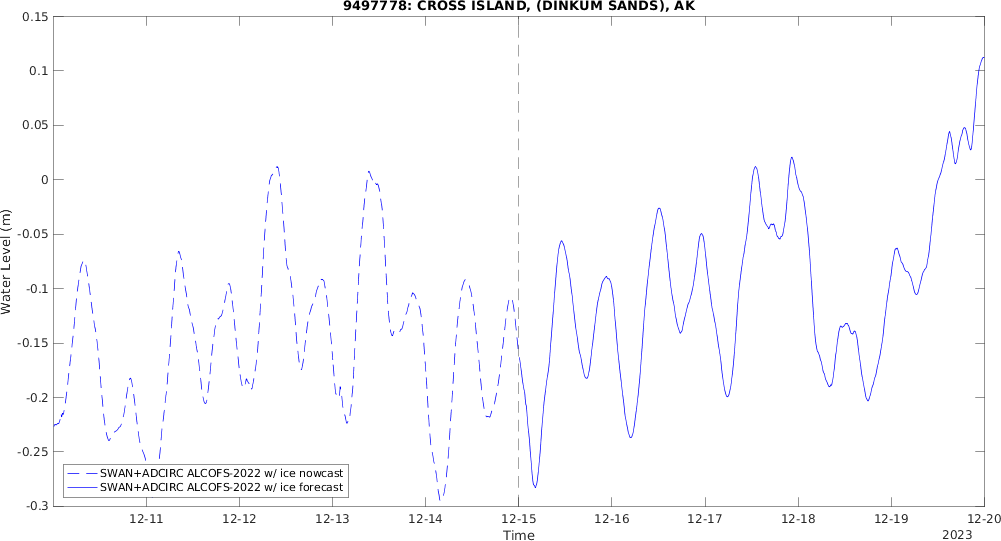 9497778: CROSS ISLAND, (DINKUM SANDS), AK
0.15
0.1
0.05
0
-0.05
-0.1
-0.15
-0.2
-0.25
-0.3
Water Level (m)
SWAN+ADCIRC ALCOFS-2022 w/ ice nowcast
SWAN+ADCIRC ALCOFS-2022 w/ ice forecast
12-11 12-12 12-13 12-14 12-15 12-16 12-17 12-18 12-19 12-20
Time
2023